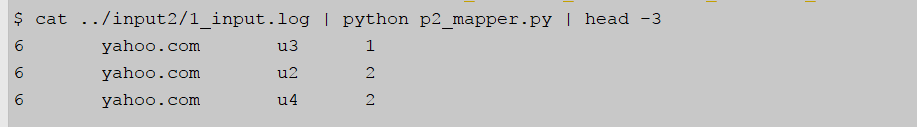 $ cat ../input2/1_input.log | python p2_mapper.py | head -3
6 yahoo.com u3 1
6 yahoo.com u2 2
6 yahoo.com u4 2